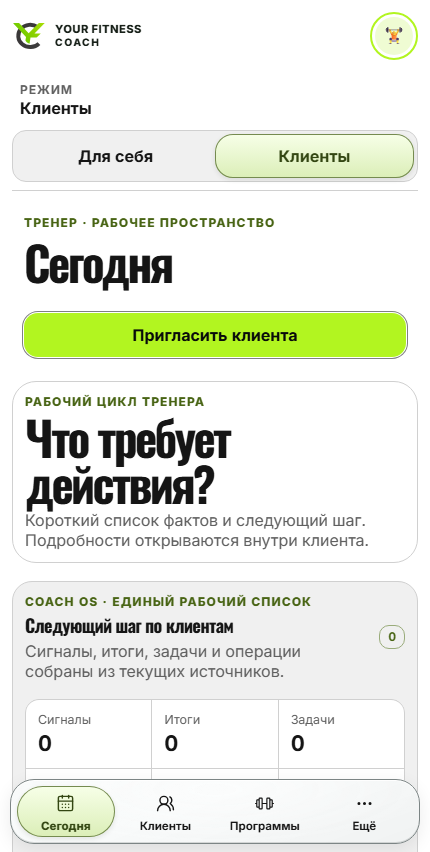 YOUR FITNESS
COACH
РЕЖИМ
Клиенты
Для себя
Клиенты
ТРЕНЕР · РАБОЧЕЕ ПРОСТРАНСТВО
Сегодня
Пригласить клиента
РАБОЧИЙ ЦИКЛ ТРЕНЕРА
Что требует
действия?
Короткий список фактов и следующий шаг.
Подробности открываются внутри клиента.
COACH OS · ЕДИНЫЙ РАБОЧИЙ СПИСОК
Следующий шаг по клиентам
0
Сигналы, итоги, задачи и операции
собраны из текущих источников.
Сигналы
0
Итоги
0
Задачи
0
Сегодня
Клиенты
Программы
Ещё